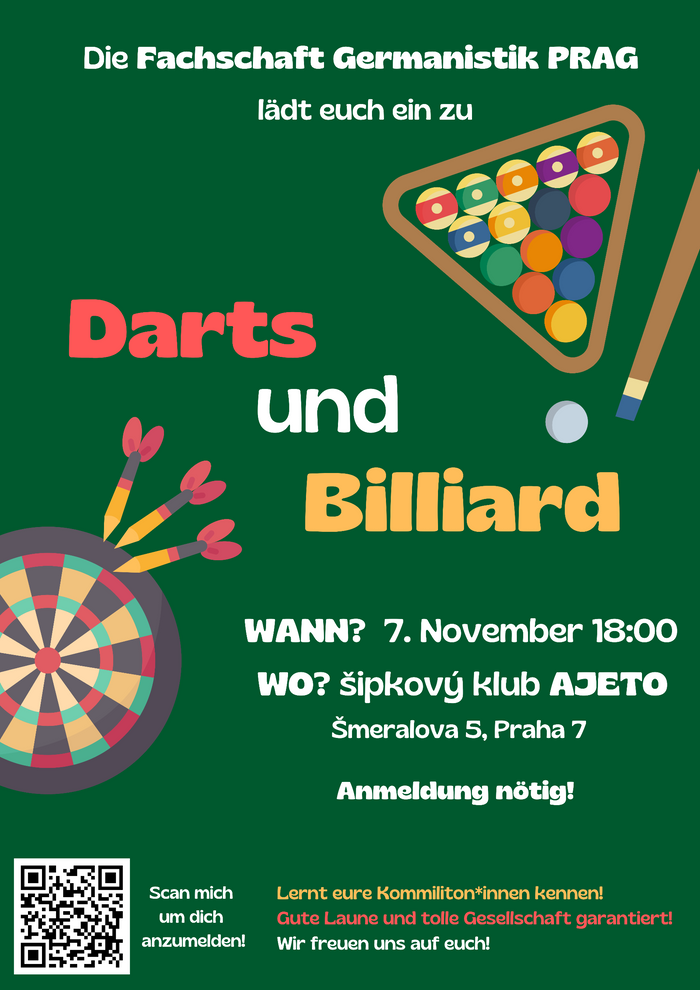 Die Fachschaft Germanistik PRAG
lädt euch ein zu
Darts
und
Billiard
WANN? 7. November 18:00
WO? šipkový klub AJETO
Šmeralova 5, Praha 7
Anmeldung nötig!
Scan mich
um dich
anzumelden!
Lernt eure Kommiliton*innen kennen!
Gute Laune und tolle Gesellschaft garantiert!
Wir freuen uns auf euch!